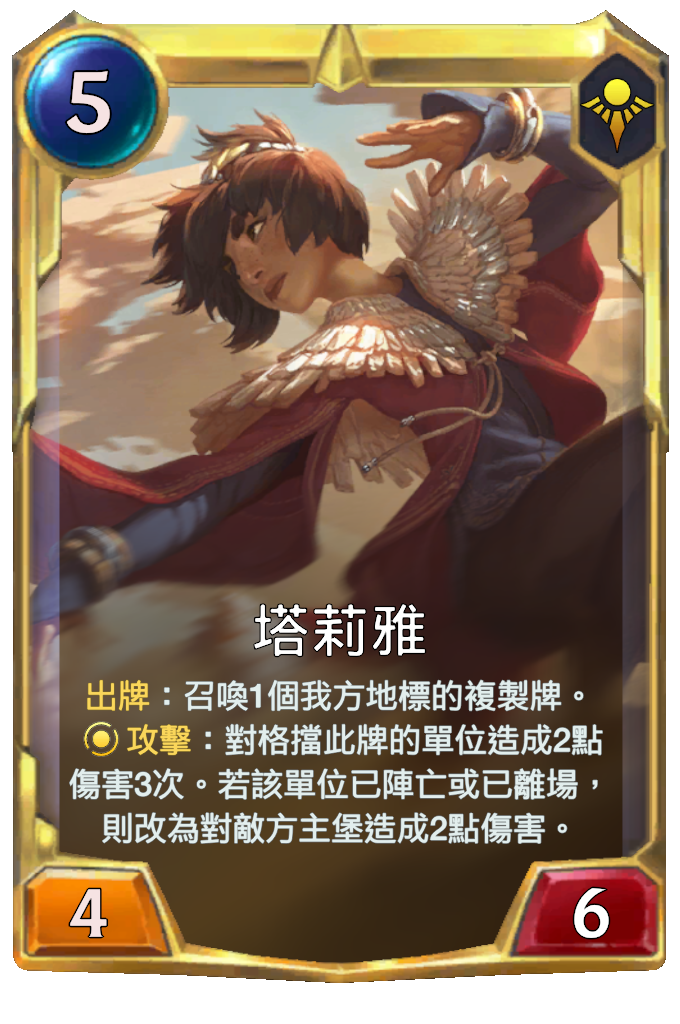 5
塔莉雅
出牌：召喚1個我方地標的複製牌。
攻擊：對格擋此牌的單位造成2點
傷害3次。若該單位已陣亡或已離場，
則改為對敵方主堡造成2點傷害。
4
6